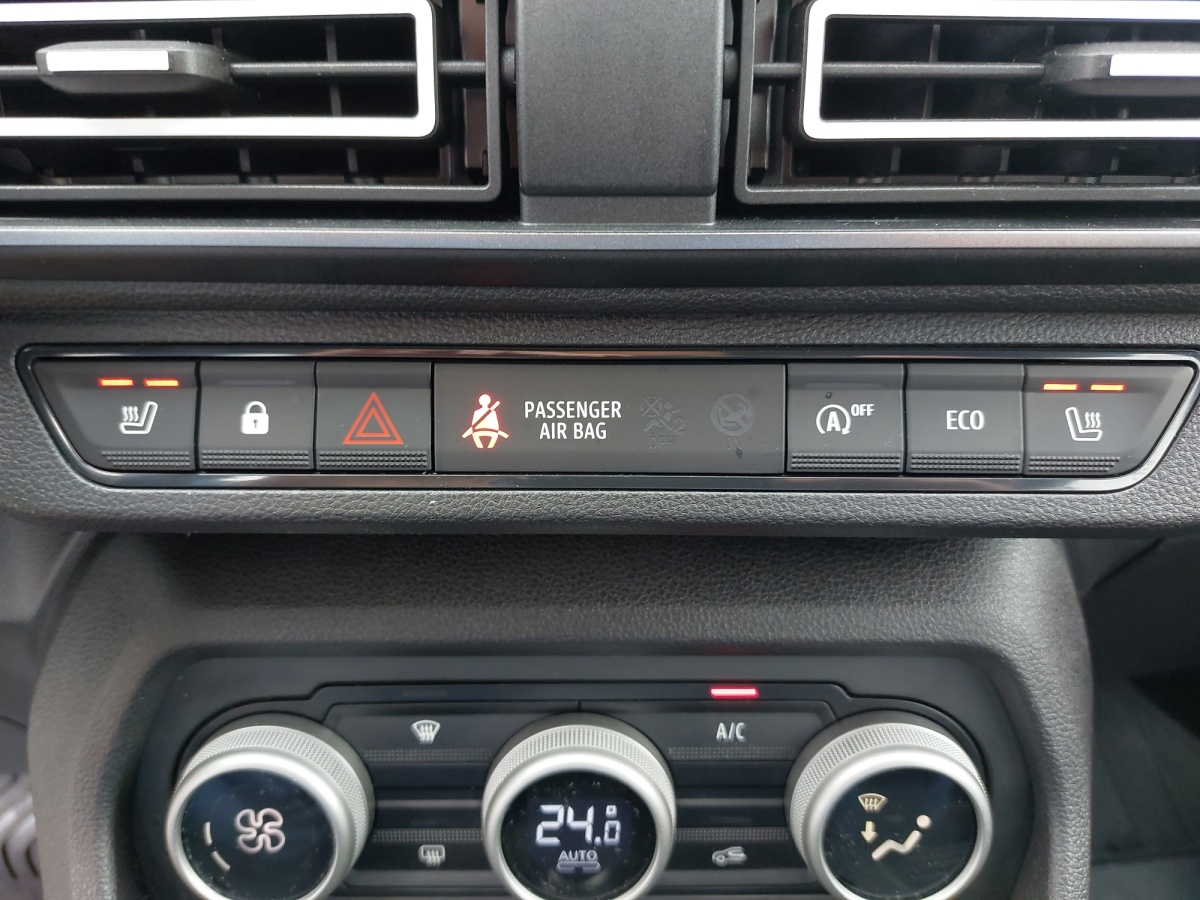 PASSENGER
AIR BAG
OFF
ECO
A/C
24.0
AUTO